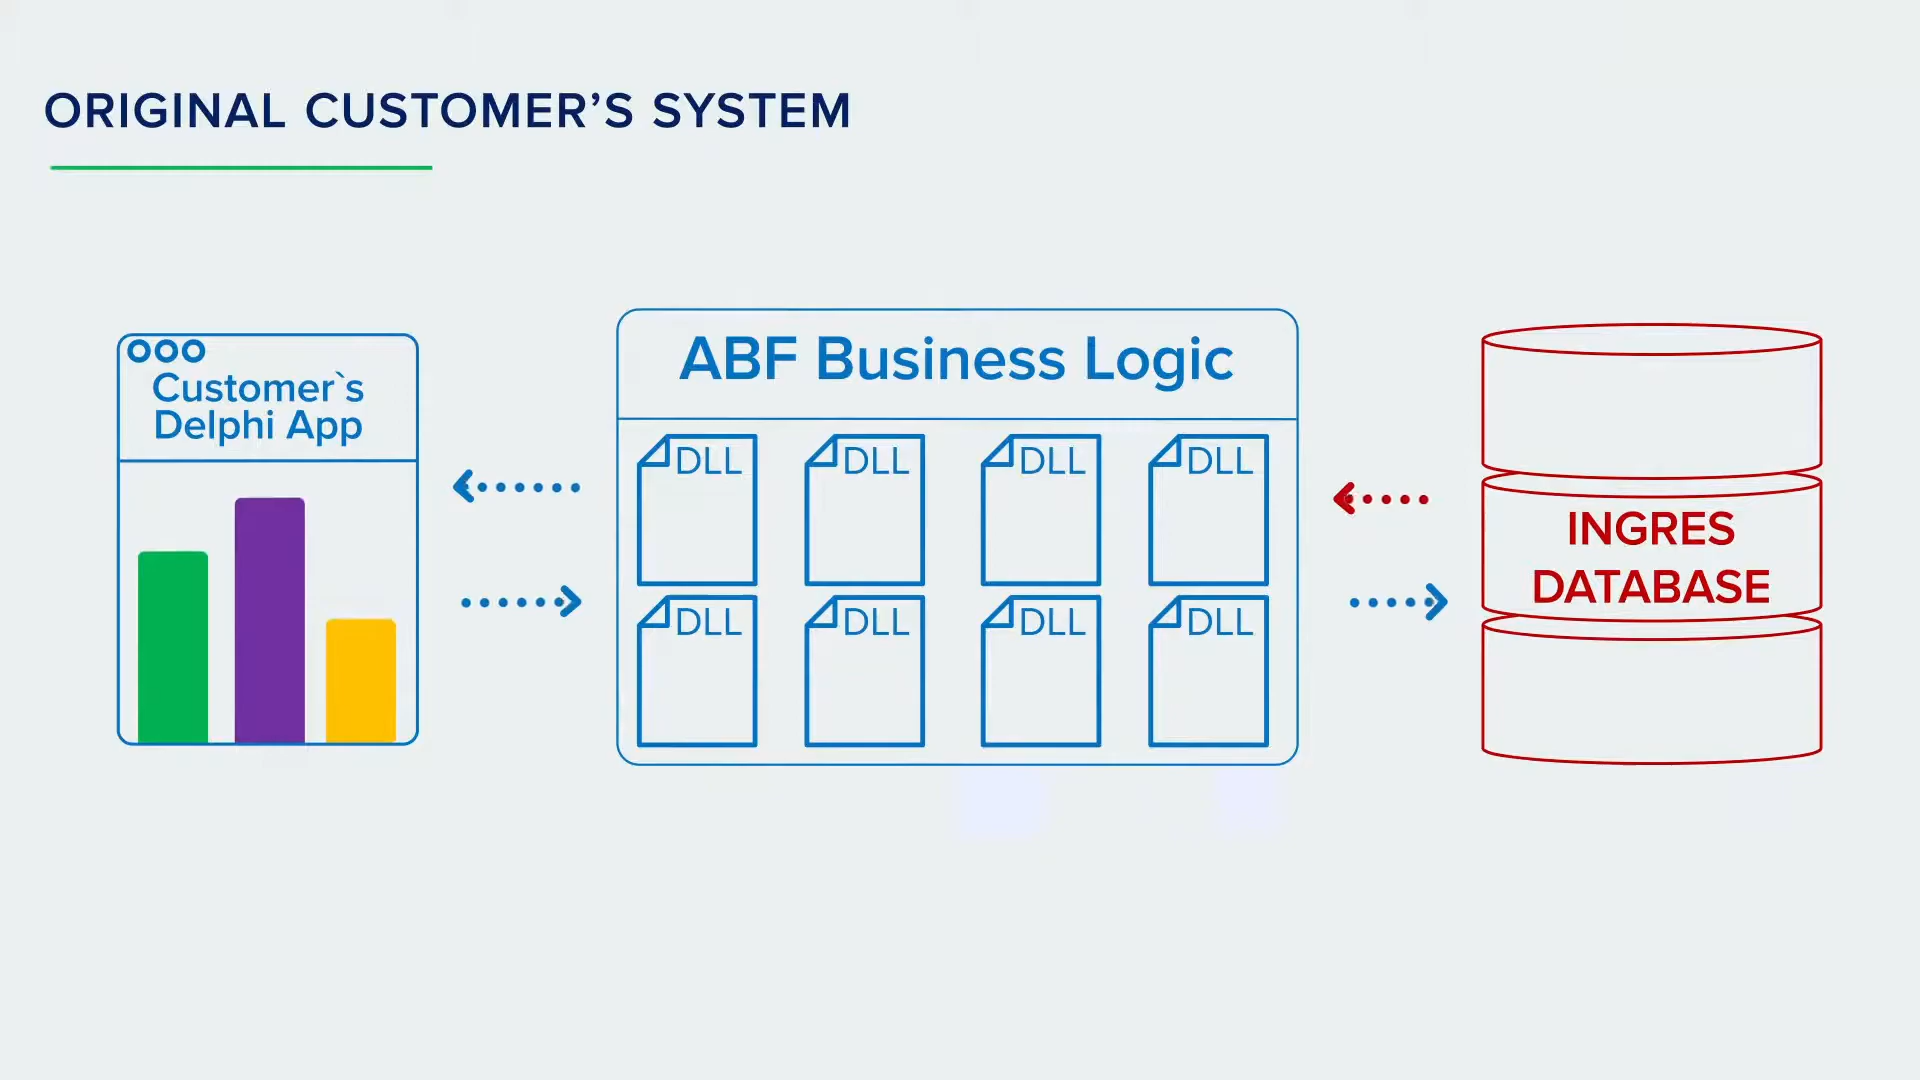 ORIGINAL CUSTOMER’S SYSTEM
Customer`s
Delphi App
ABF Business Logic
DLL DLL DLL DLL
DLL DLL DLL DLL
INGRES
DATABASE